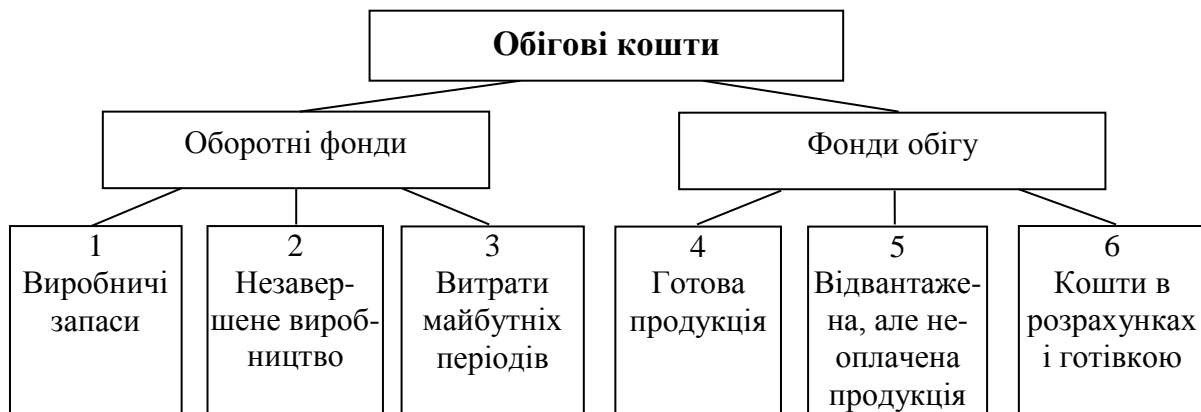 Обігові кошти
Оборотні фонди
Фонди обігу
1
Виробничі
запаси
2
Незавер-
шене вироб-
ництво
3
Витрати
майбутніх
періодів
4
Готова
продукція
5
Відвантаже-
на, але не-
оплачена
продукція
6
Кошти в
розрахунках
і готівкою